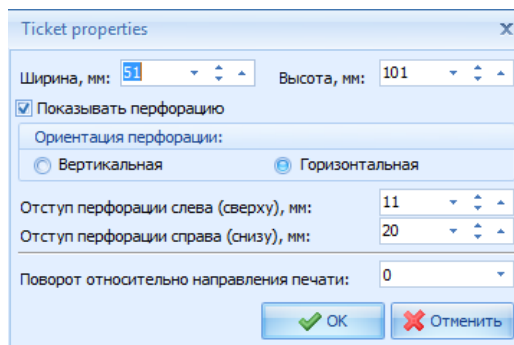 Ticket properties
Ширина, мм: 51 Высота, мм: 101
Показывать перфорацию
Ориентация перфорации:
Вертикальная Горизонтальная
Отступ перфорации слева (сверху), мм: 11
Отступ перфорации справа (снизу), мм: 20
Поворот относительно направления печати: 0
OK Отменить